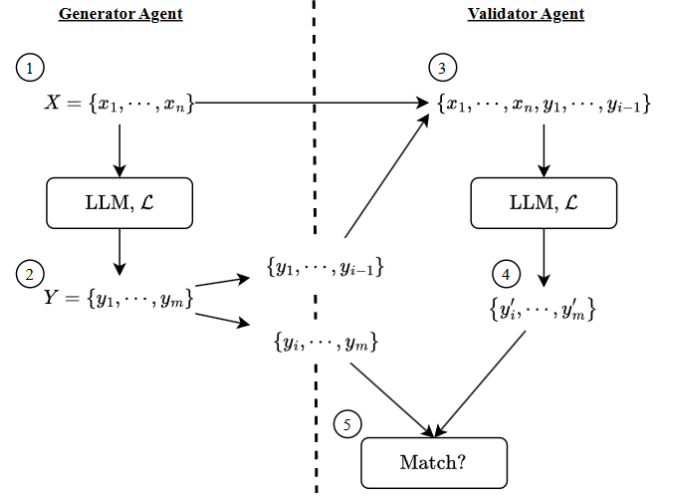 Generator Agent
Validator Agent
1
3
X = {x₁, ⋯, xₙ}
{x₁, ⋯, xₙ, y₁, ⋯, yᵢ₋₁}
LLM, ℒ
LLM, ℒ
2
4
{y₁, ⋯, yᵢ₋₁}
Y = {y₁, ⋯, yₘ}
{y′ᵢ, ⋯, y′ₘ}
{yᵢ, ⋯, yₘ}
5
Match?